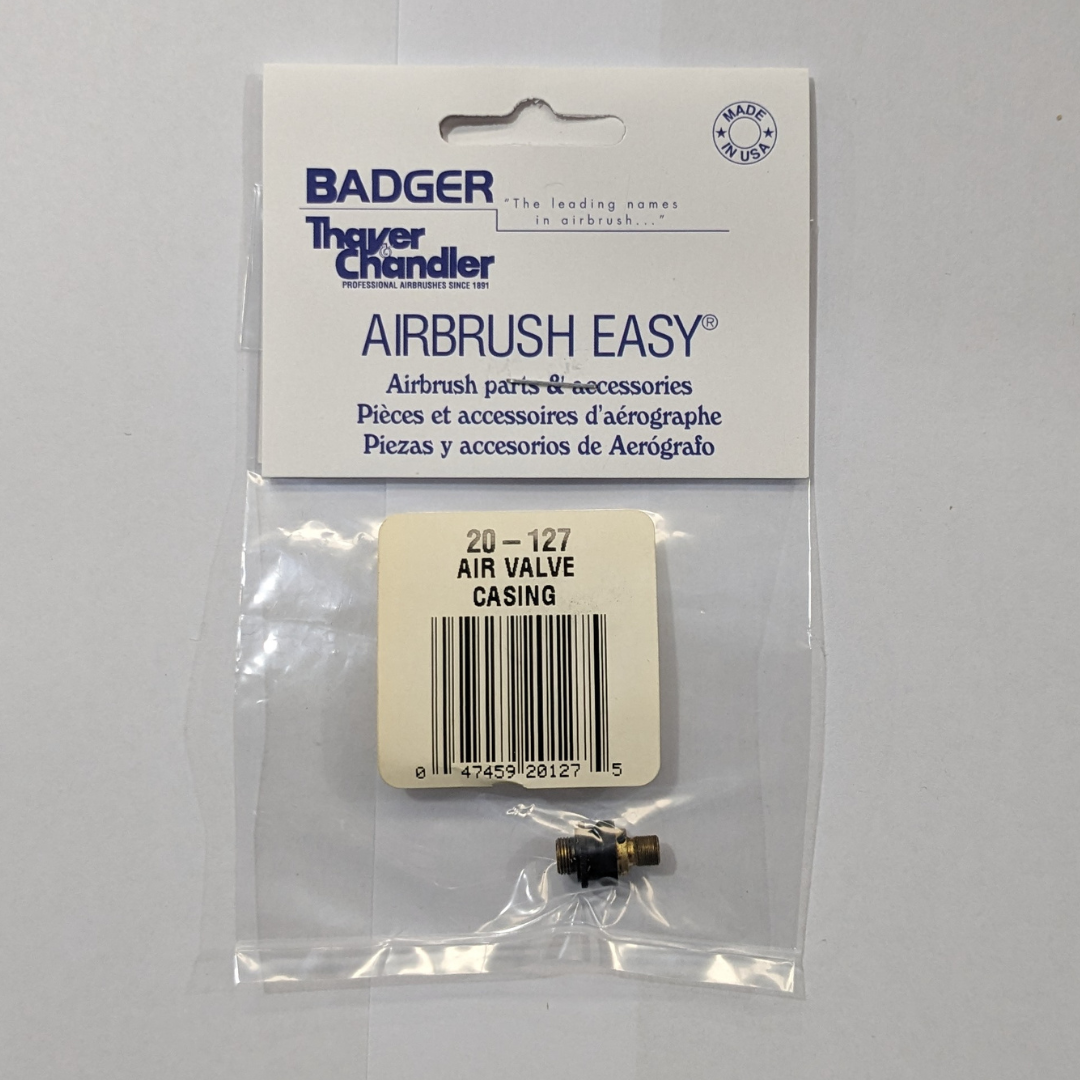 MADE
IN USA
BADGER
"The leading names
in airbrush..."
Thayer
&
Chandler
PROFESSIONAL AIRBRUSHES SINCE 1891
AIRBRUSH EASY®
Airbrush parts & accessories
Pièces et accessoires d'aérographe
Piezas y accesorios de Aerógrafo
20-127
AIR VALVE
CASING
0 47459 20127 5